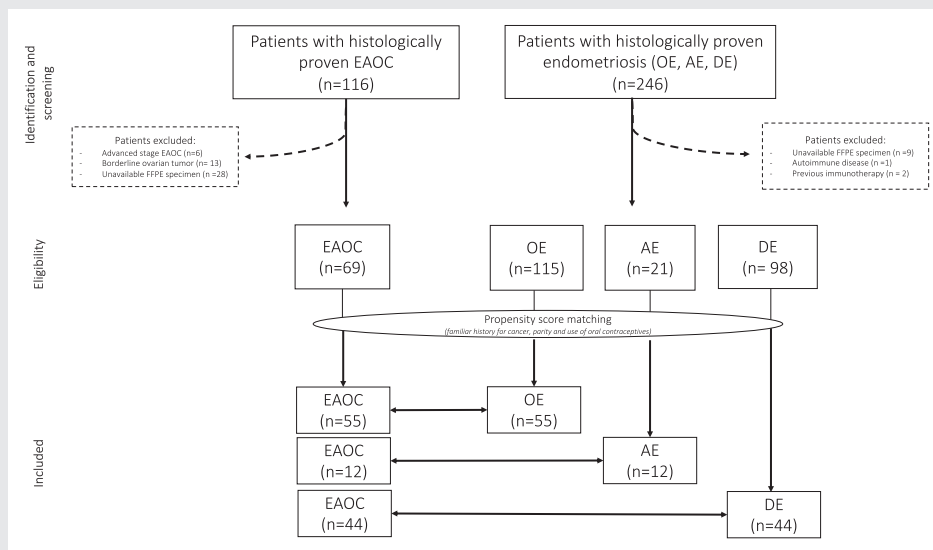 Identification and
screening
Patients with histologically
proven EAOC
(n=116)
Patients with histologically proven
endometriosis (OE, AE, DE)
(n=246)
Patients excluded:
- Advanced stage EAOC (n=6)
- Borderline ovarian tumor (n= 13)
- Unavailable FFPE specimen (n =28)
Patients excluded:
- Unavailable FFPE specimen (n =9)
- Autoimmune disease (n =1)
- Previous immunotherapy (n = 2)
Eligibility
EAOC
(n=69)
OE
(n=115)
AE
(n=21)
DE
(n= 98)
Propensity score matching
(familiar history for cancer, parity and use of oral contraceptives)
Included
EAOC
(n=55)
OE
(n=55)
EAOC
(n=12)
AE
(n=12)
EAOC
(n=44)
DE
(n=44)